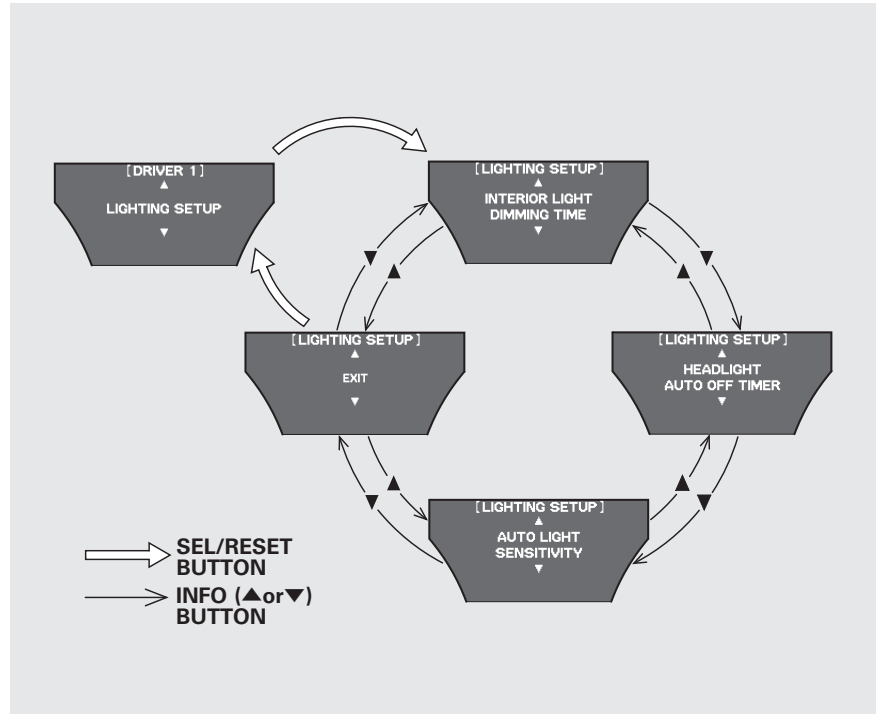 [DRIVER 1]
▲
LIGHTING SETUP
▼
[LIGHTING SETUP]
▲
INTERIOR LIGHT
DIMMING TIME
▼
▼
▲
▲
▼
[LIGHTING SETUP]
▲
EXIT
▼
[LIGHTING SETUP]
▲
HEADLIGHT
AUTO OFF TIMER
▼
▲
▼
▲
▼
[LIGHTING SETUP]
▲
AUTO LIGHT
SENSITIVITY
▼
SEL/RESET
BUTTON
INFO (▲or▼)
BUTTON